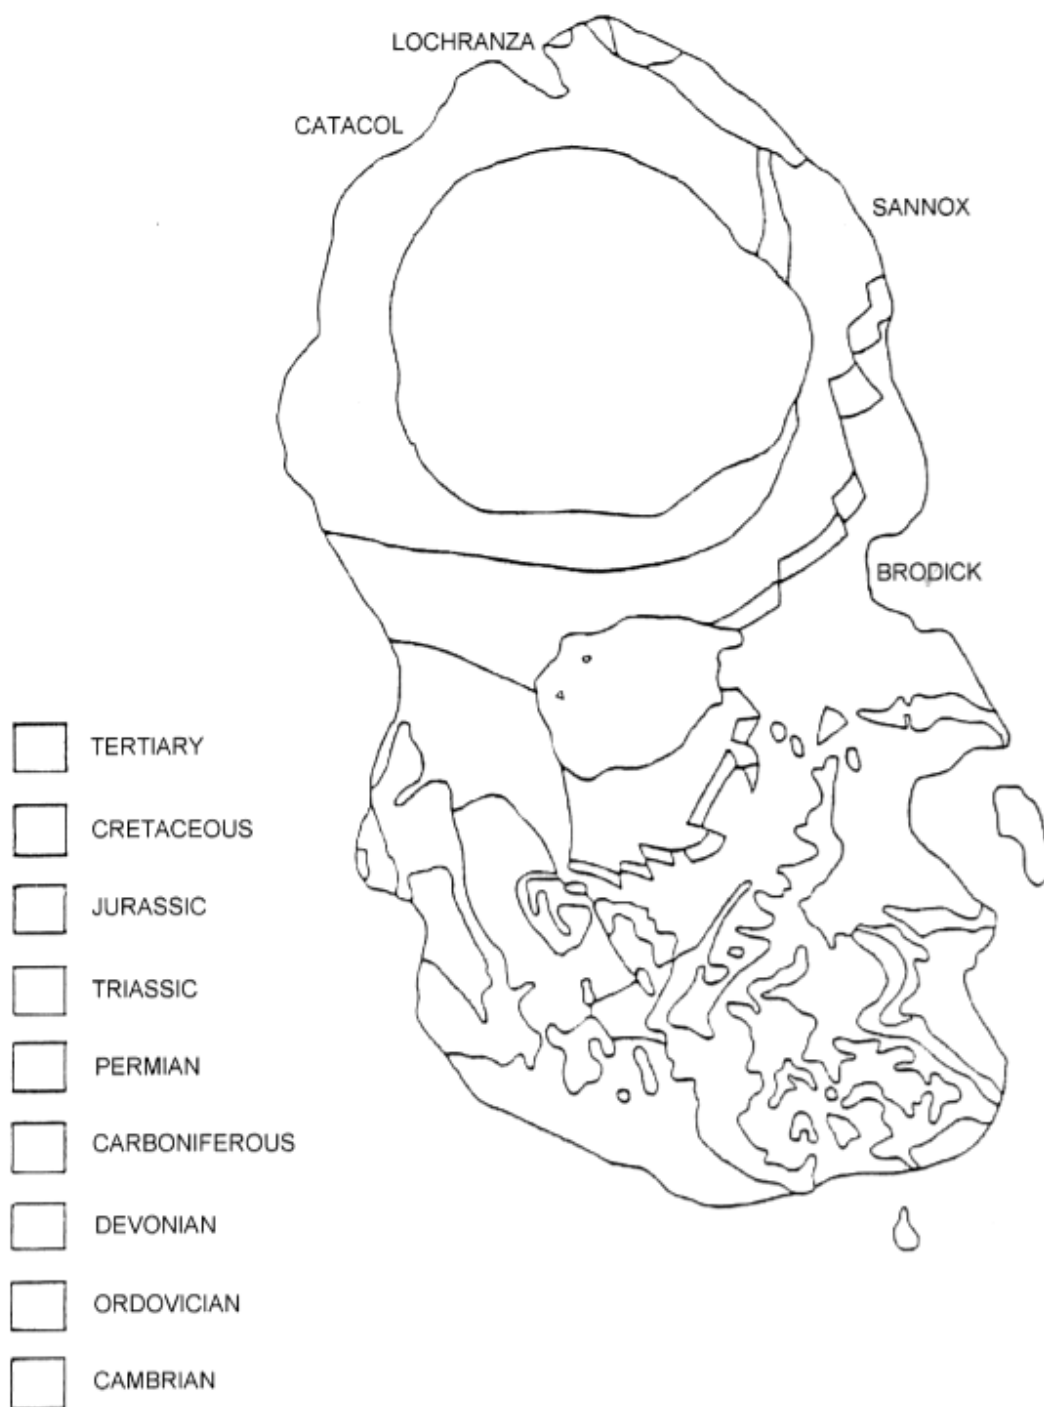 LOCHRANZA
CATACOL
SANNOX
BRODICK
TERTIARY
CRETACEOUS
JURASSIC
TRIASSIC
PERMIAN
CARBONIFEROUS
DEVONIAN
ORDOVICIAN
CAMBRIAN